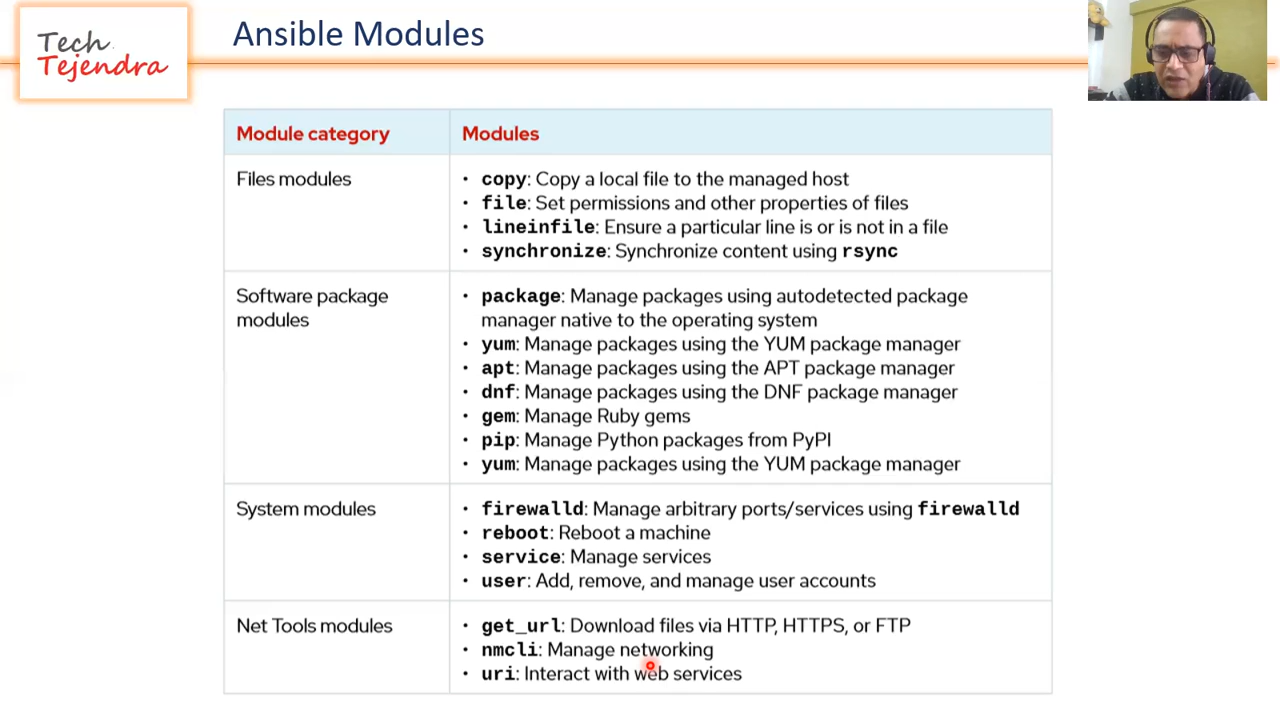 Tech
Tejendra
Ansible Modules
Module category
Modules
Files modules
• copy: Copy a local file to the managed host
• file: Set permissions and other properties of files
• lineinfile: Ensure a particular line is or is not in a file
• synchronize: Synchronize content using rsync
Software package
modules
• package: Manage packages using autodetected package
manager native to the operating system
• yum: Manage packages using the YUM package manager
• apt: Manage packages using the APT package manager
• dnf: Manage packages using the DNF package manager
• gem: Manage Ruby gems
• pip: Manage Python packages from PyPI
• yum: Manage packages using the YUM package manager
System modules
• firewalld: Manage arbitrary ports/services using firewalld
• reboot: Reboot a machine
• service: Manage services
• user: Add, remove, and manage user accounts
Net Tools modules
• get_url: Download files via HTTP, HTTPS, or FTP
• nmcli: Manage networking
• uri: Interact with web services